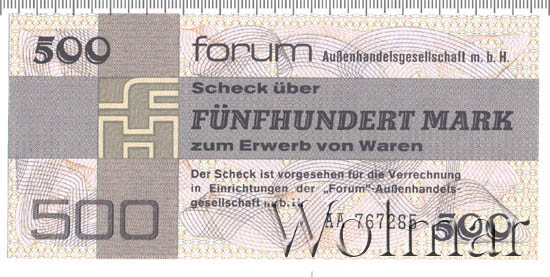 500 forum Außenhandelsgesellschaft m.b.H.
Scheck über
FÜNFHUNDERT MARK
zum Erwerb von Waren
Der Scheck ist vorgesehen für die Verrechnung
in Einrichtungen der „Forum"-Außenhandels-
gesellschaft m.b.H.
500 AA 767285 500
Wolmar